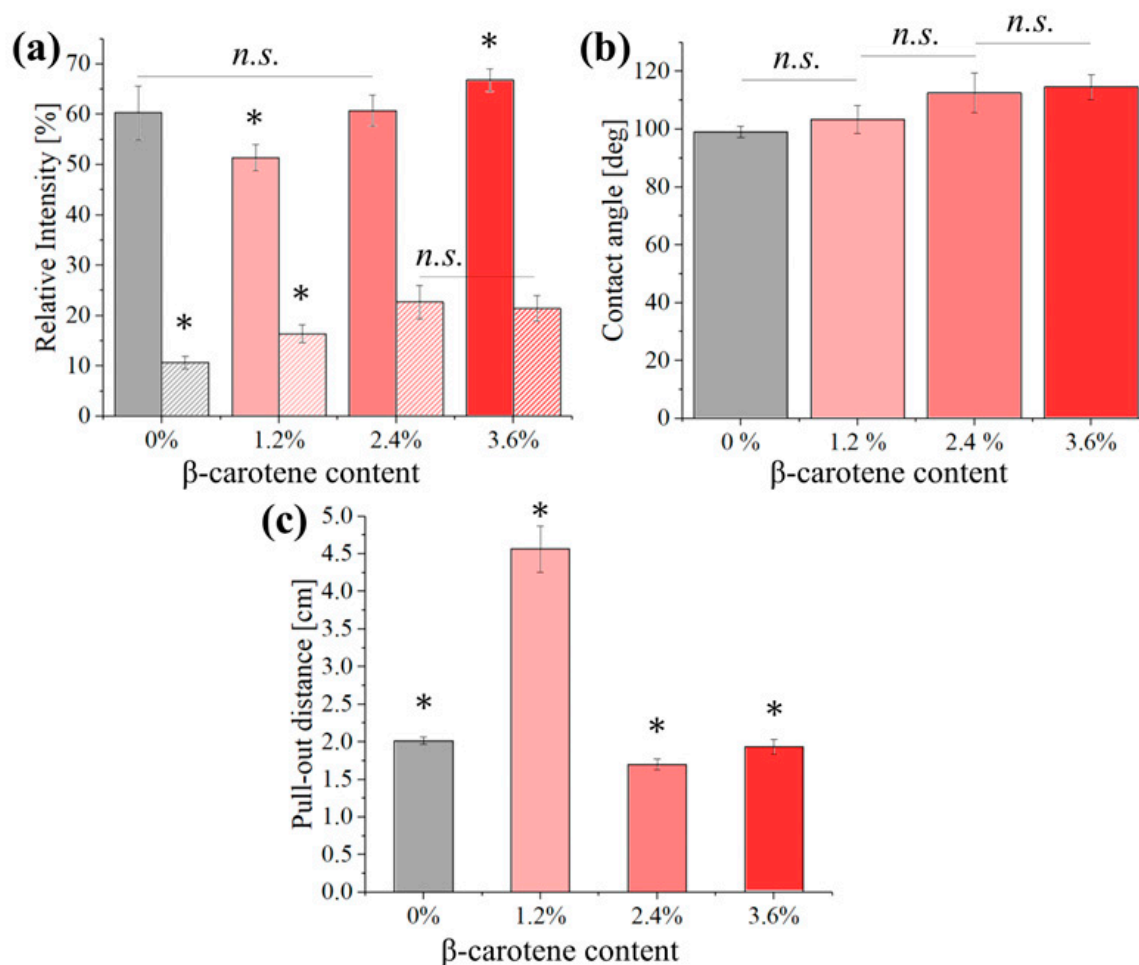 (a)
Relative Intensity [%]
70
60
50
40
30
20
10
0
n.s.
*
*
*
*
n.s.
0% 1.2% 2.4% 3.6%
β-carotene content
(b)
Contact angle [deg]
120
100
80
60
40
20
0
n.s.
n.s.
n.s.
0 % 1.2 % 2.4 % 3.6%
β-carotene content
(c)
Pull-out distance [cm]
5.0
4.5
4.0
3.5
3.0
2.5
2.0
1.5
1.0
0.5
0.0
*
*
*
*
0% 1.2% 2.4% 3.6%
β-carotene content